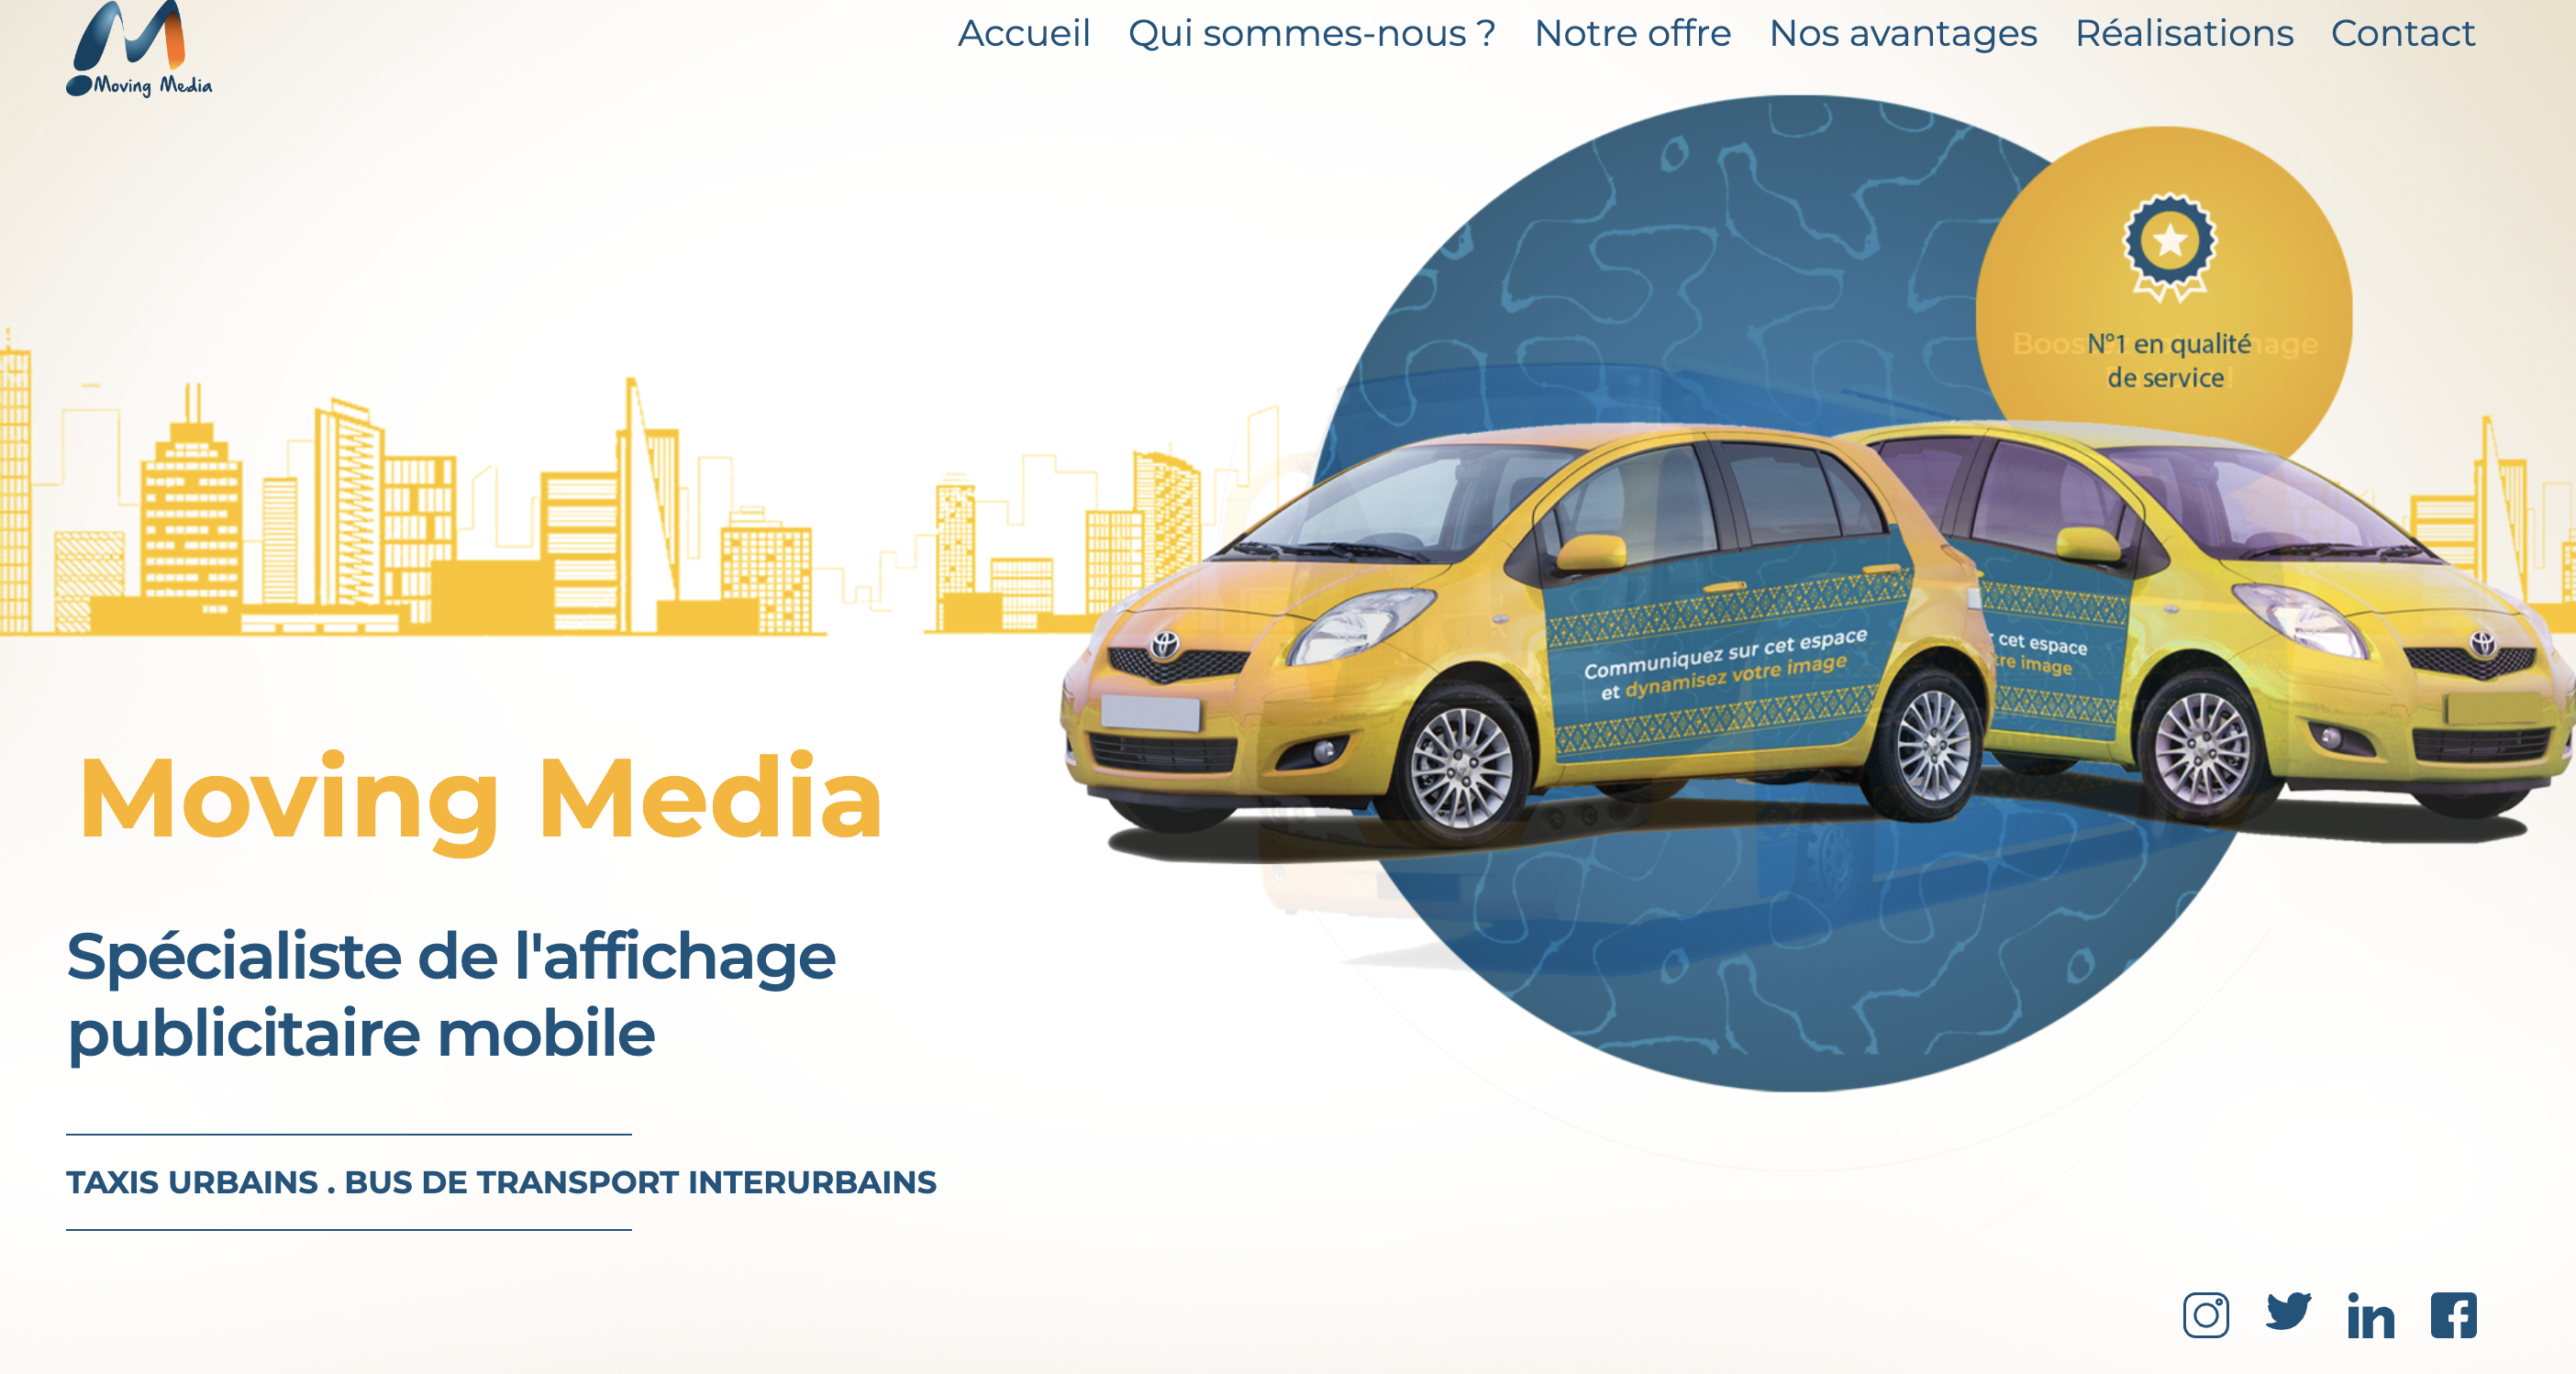 Moving Media
Accueil Qui sommes-nous ? Notre offre Nos avantages Réalisations Contact
N°1 en qualité
de service
Communiquez sur cet espace
et dynamisez votre image
cet espace
image
Moving Media
Spécialiste de l'affichage
publicitaire mobile
TAXIS URBAINS . BUS DE TRANSPORT INTERURBAINS